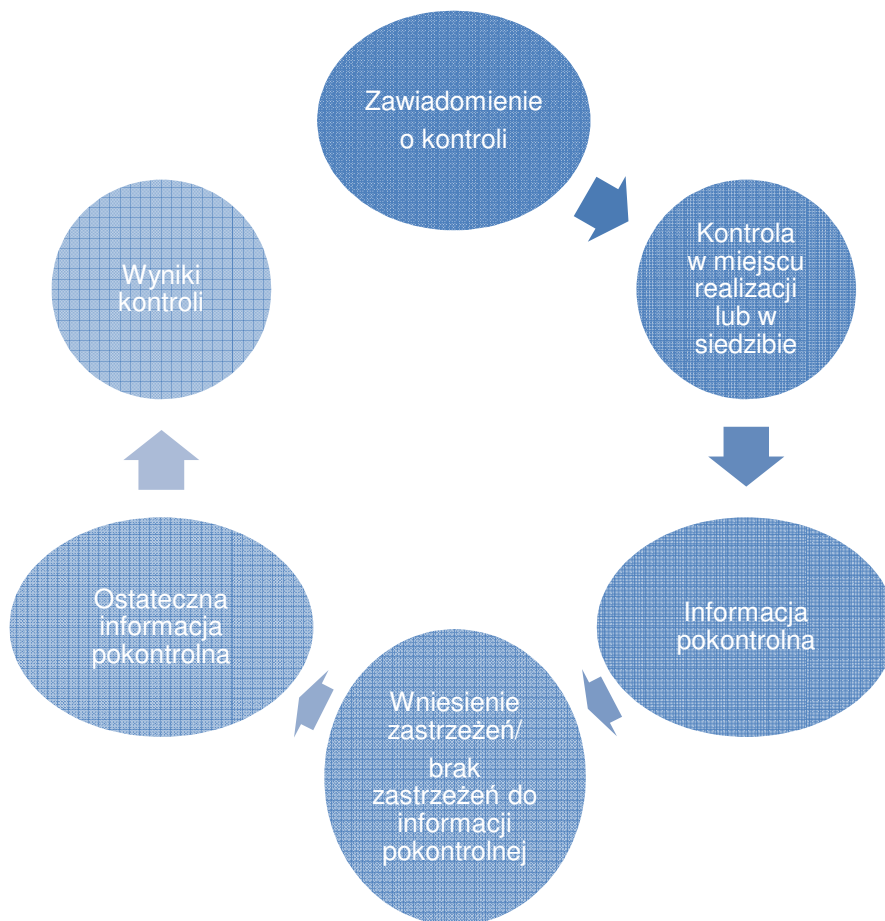 Zawiadomienie
o kontroli
Kontrola
w miejscu
realizacji
lub w
siedzibie
Informacja
pokontrolna
Wniesienie
zastrzeżeń/
brak
zastrzeżeń do
informacji
pokontrolnej
Ostateczna
informacja
pokontrolna
Wyniki
kontroli